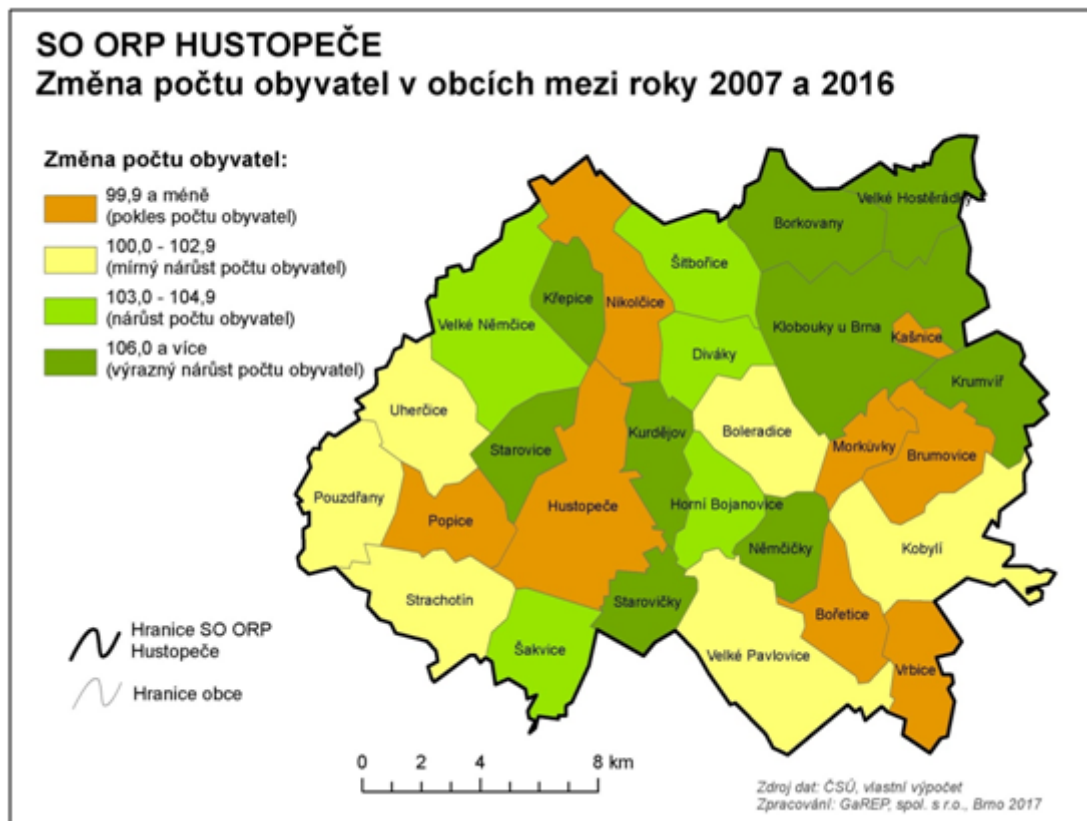 SO ORP HUSTOPEČE
Změna počtu obyvatel v obcích mezi roky 2007 a 2016
Změna počtu obyvatel:
99,9 a méně
(pokles počtu obyvatel)
100,0 - 102,9
(mírný nárůst počtu obyvatel)
103,0 - 104,9
(nárůst počtu obyvatel)
106,0 a více
(výrazný nárůst počtu obyvatel)
Velké Hostěrádky
Borkovany
Šitbořice
Křepice
Nikolčice
Velké Němčice
Klobouky u Brna
Kašnice
Diváky
Krumvíř
Uherčice
Boleradice
Kurdějov
Starovice
Morkůvky
Brumovice
Pouzdřany
Popice
Hustopeče
Horní Bojanovice
Němčičky
Kobylí
Strachotín
Starovičky
Bořetice
Šakvice
Velké Pavlovice
Vrbice
Hranice SO ORP
Hustopeče
Hranice obce
0 2 4 8 km
Zdroj dat: ČSÚ, vlastní výpočet
Zpracování: GaREP, spol. s r.o., Brno 2017